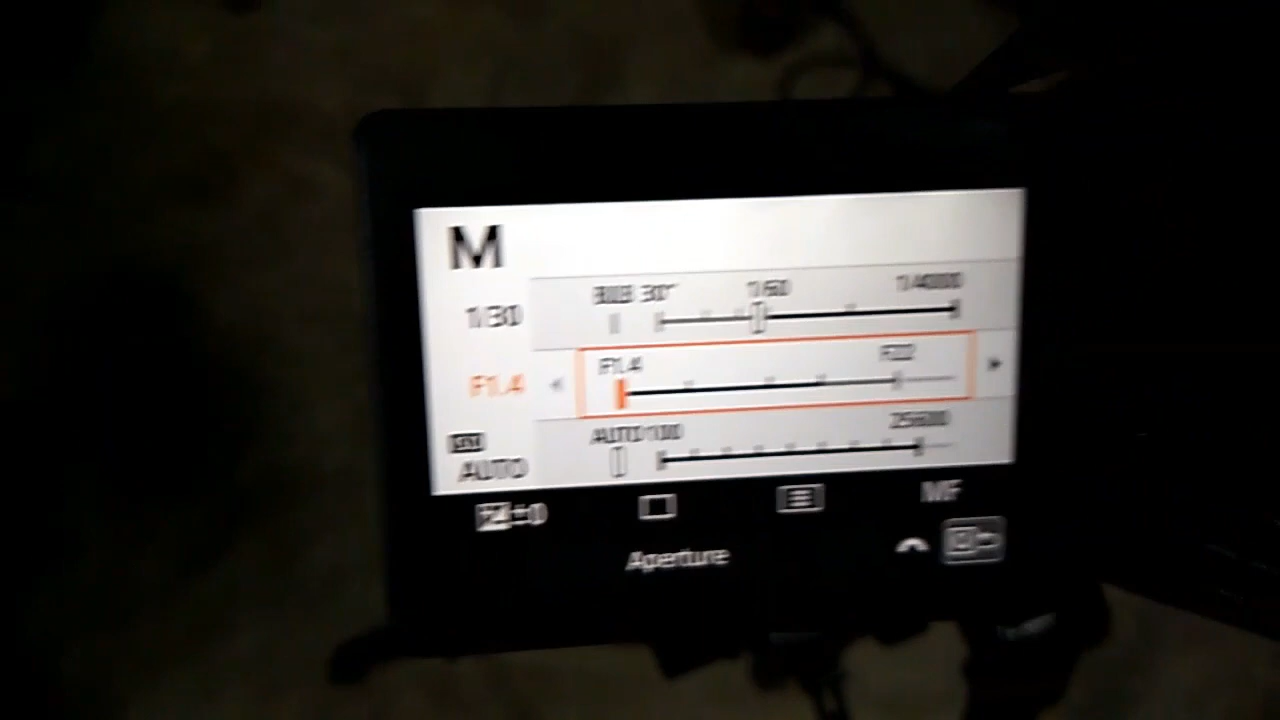 M
1/30
BULB 30" 1/60 1/4000
F1.4
F1.4 F22
ISO
AUTO
AUTO 100 25600
±0
MF
Aperture
Q